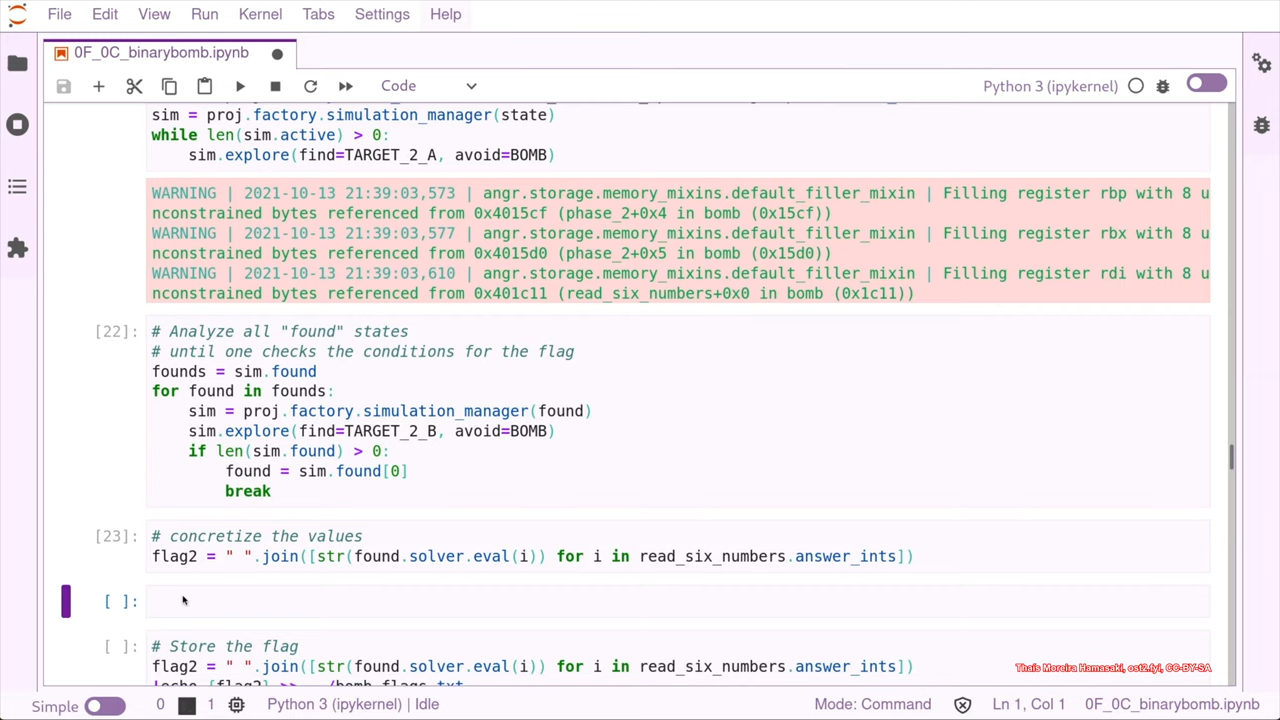 File Edit View Run Kernel Tabs Settings Help
0F_0C_binarybomb.ipynb
Code Python 3 (ipykernel)
sim = proj.factory.simulation_manager(state)
while len(sim.active) > 0:
    sim.explore(find=TARGET_2_A, avoid=BOMB)
WARNING | 2021-10-13 21:39:03,573 | angr.storage.memory_mixins.default_filler_mixin | Filling register rbp with 8 u
nconstrained bytes referenced from 0x4015cf (phase_2+0x4 in bomb (0x15cf))
WARNING | 2021-10-13 21:39:03,577 | angr.storage.memory_mixins.default_filler_mixin | Filling register rbx with 8 u
nconstrained bytes referenced from 0x4015d0 (phase_2+0x5 in bomb (0x15d0))
WARNING | 2021-10-13 21:39:03,610 | angr.storage.memory_mixins.default_filler_mixin | Filling register rdi with 8 u
nconstrained bytes referenced from 0x401c11 (read_six_numbers+0x0 in bomb (0x1c11))
[22]: # Analyze all "found" states
# until one checks the conditions for the flag
founds = sim.found
for found in founds:
    sim = proj.factory.simulation_manager(found)
    sim.explore(find=TARGET_2_B, avoid=BOMB)
    if len(sim.found) > 0:
        found = sim.found[0]
        break
[23]: # concretize the values
flag2 = " ".join([str(found.solver.eval(i)) for i in read_six_numbers.answer_ints])
[ ]:
[ ]: # Store the flag
flag2 = " ".join([str(found.solver.eval(i)) for i in read_six_numbers.answer_ints])
Thaís Moreira Hamasaki, ost2.fyi, CC-BY-SA
Simple 0 1 Python 3 (ipykernel) | Idle Mode: Command Ln 1, Col 1 0F_0C_binarybomb.ipynb